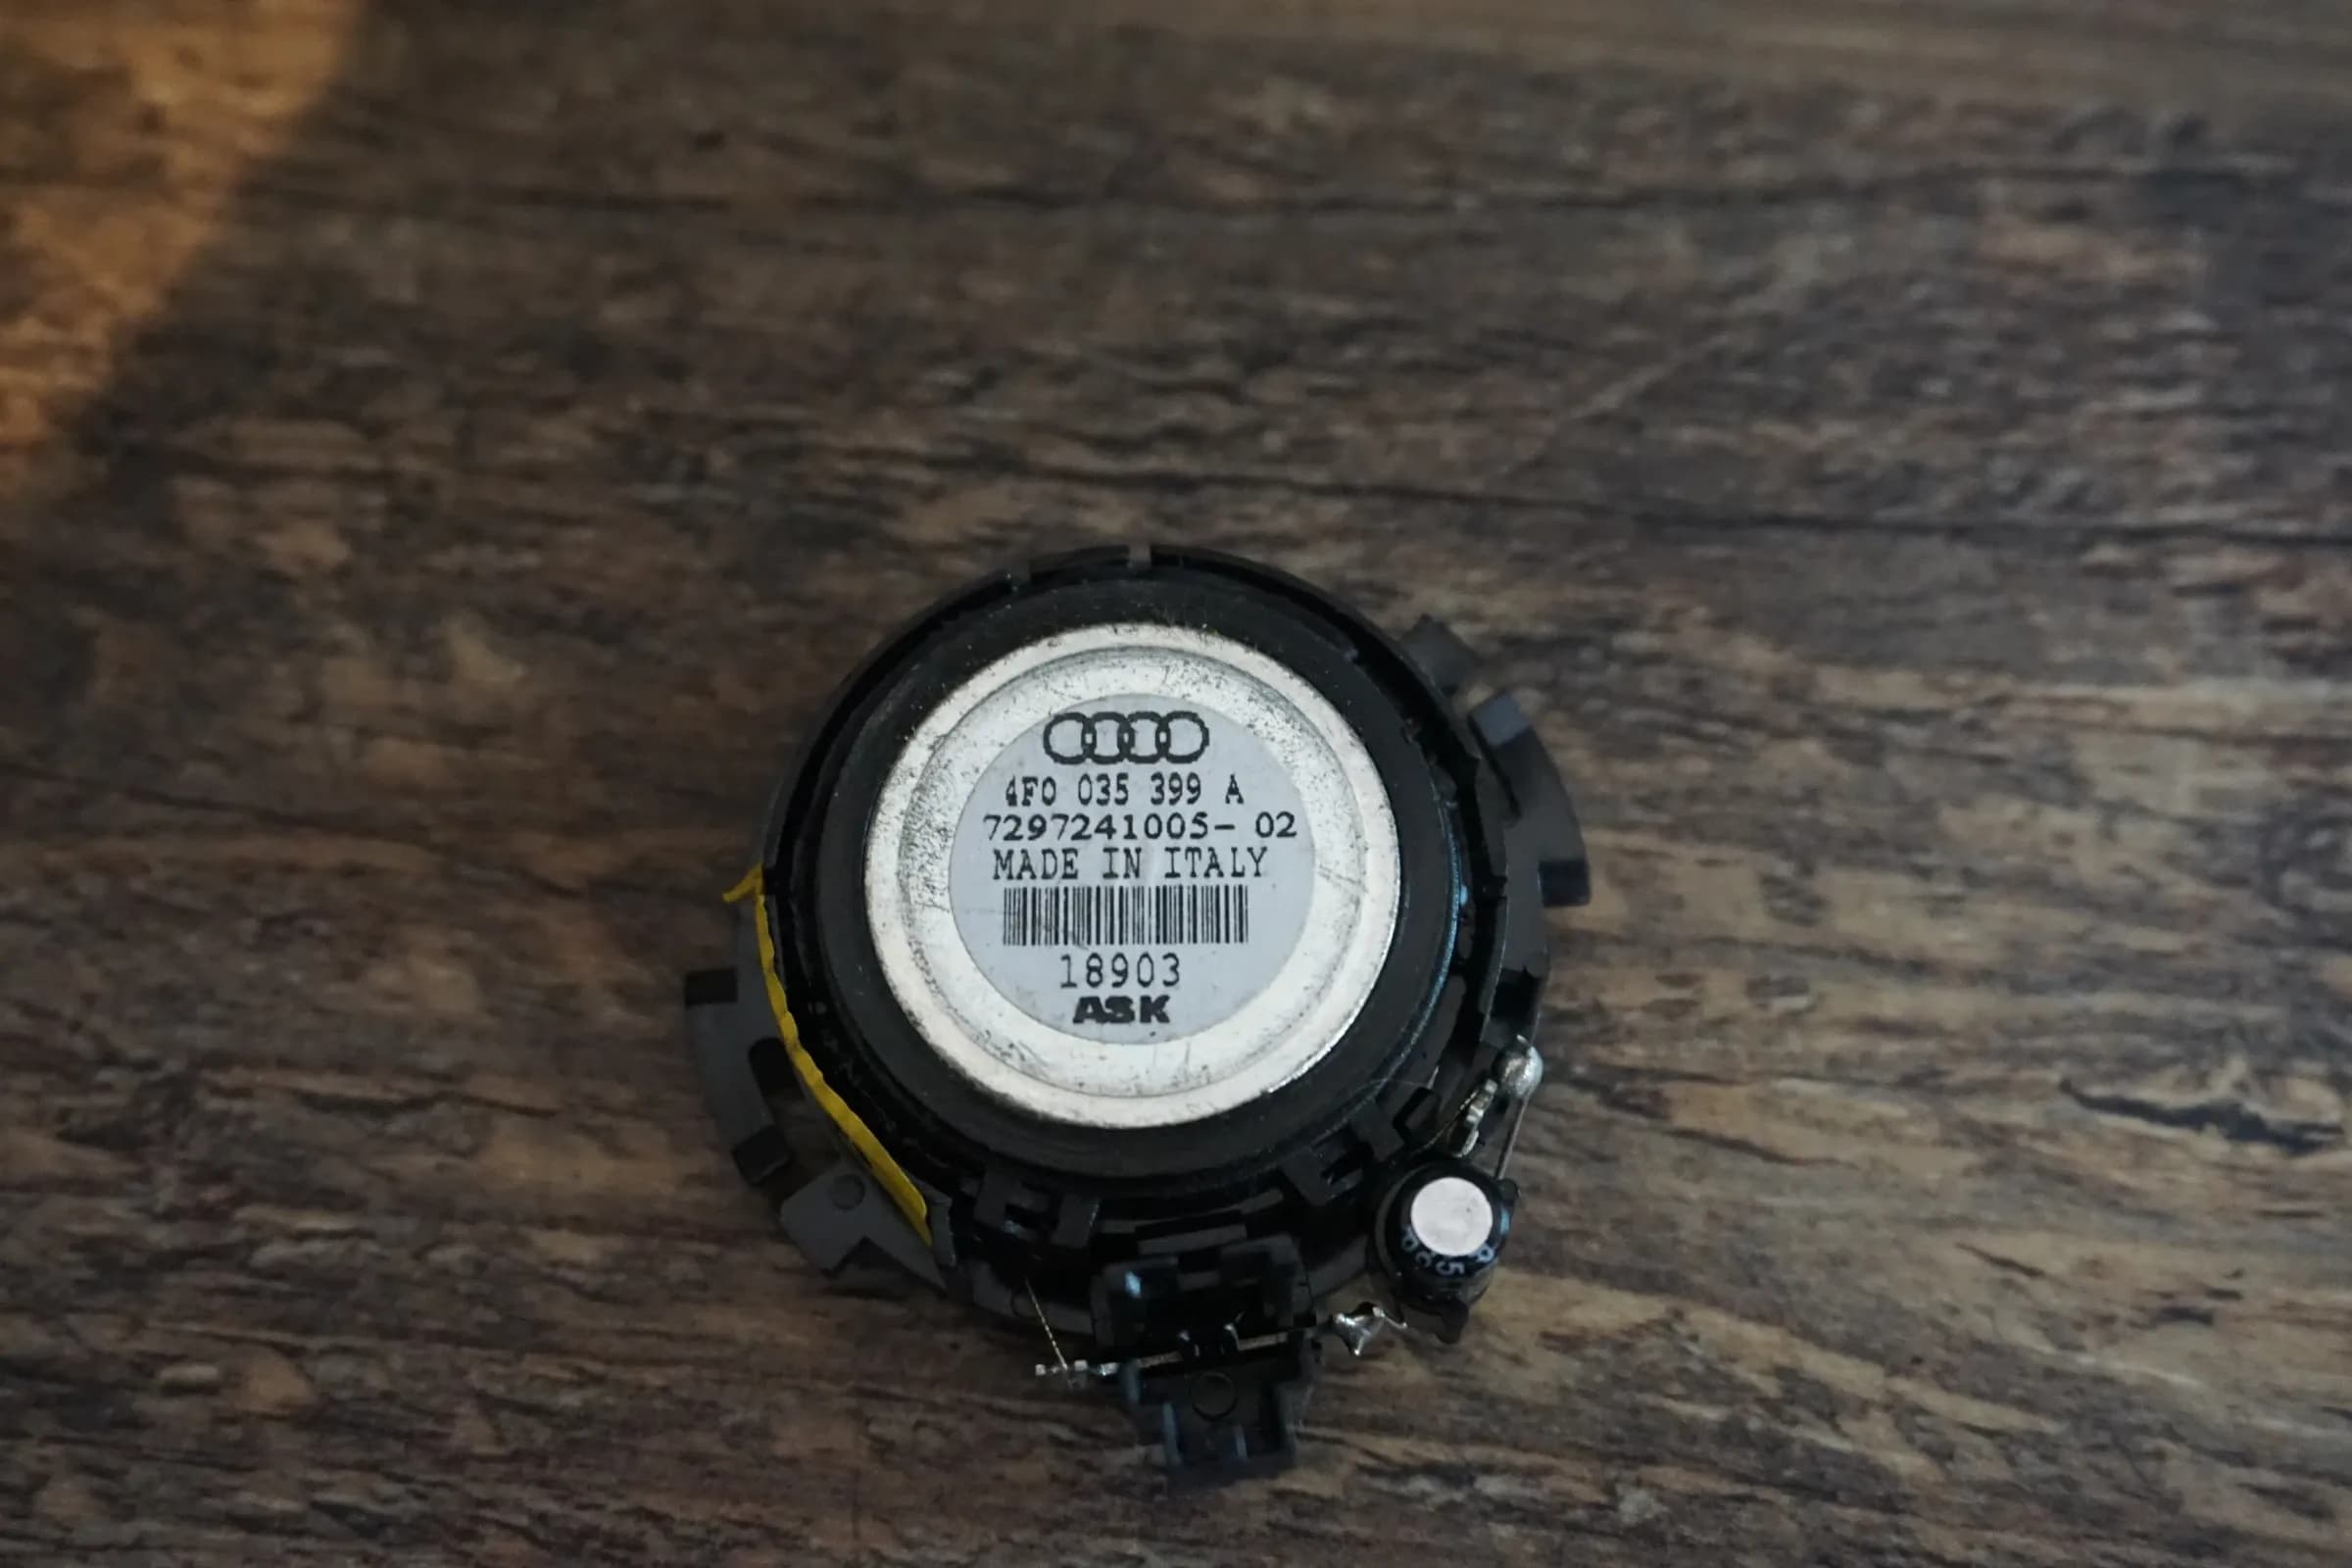 4F0 035 399 A
7297241005- 02
MADE IN ITALY
18903
ASK